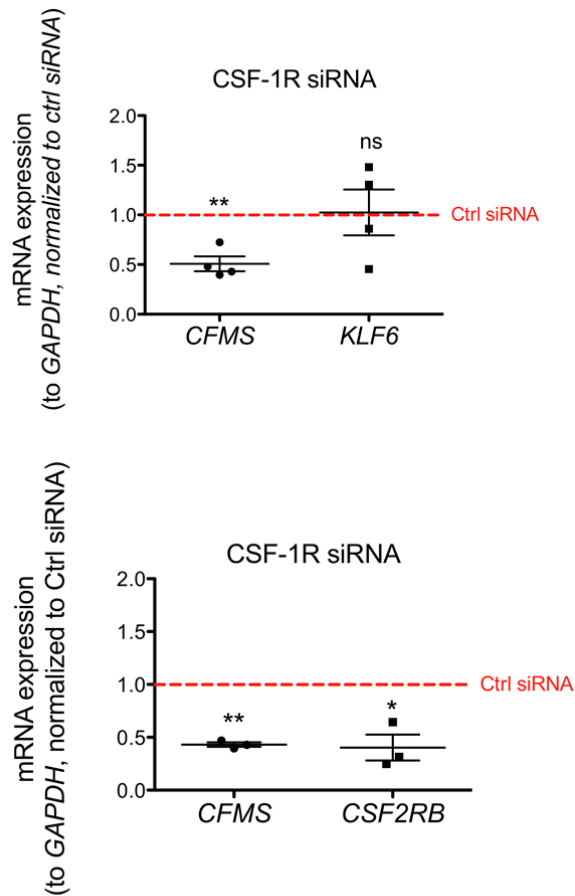 CSF-1R siRNA
mRNA expression
(to GAPDH, normalized to ctrl siRNA)
2.0
1.5
1.0
0.5
0.0
**
ns
Ctrl siRNA
CFMS
KLF6
CSF-1R siRNA
mRNA expression
(to GAPDH, normalized to Ctrl siRNA)
2.0
1.5
1.0
0.5
0.0
**
*
Ctrl siRNA
CFMS
CSF2RB